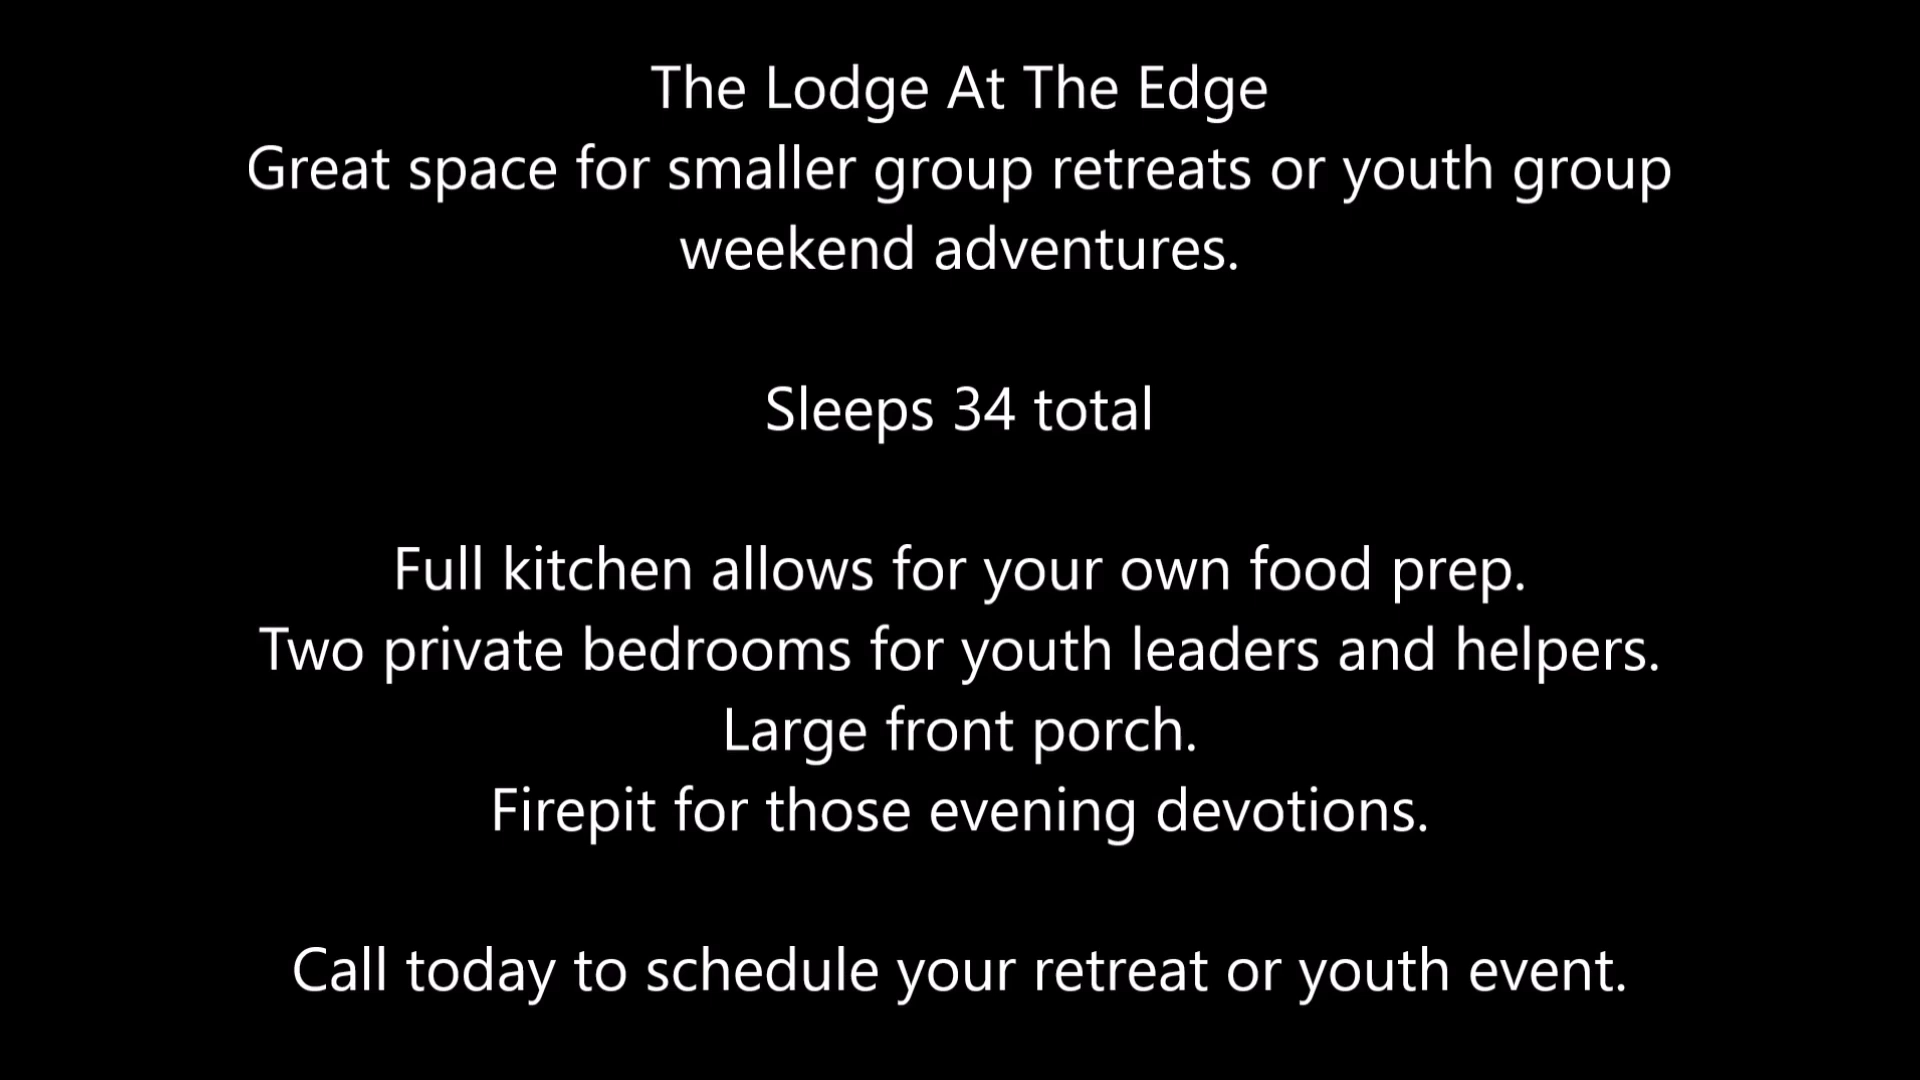 The Lodge At The Edge
Great space for smaller group retreats or youth group
weekend adventures.
Sleeps 34 total
Full kitchen allows for your own food prep.
Two private bedrooms for youth leaders and helpers.
Large front porch.
Firepit for those evening devotions.
Call today to schedule your retreat or youth event.